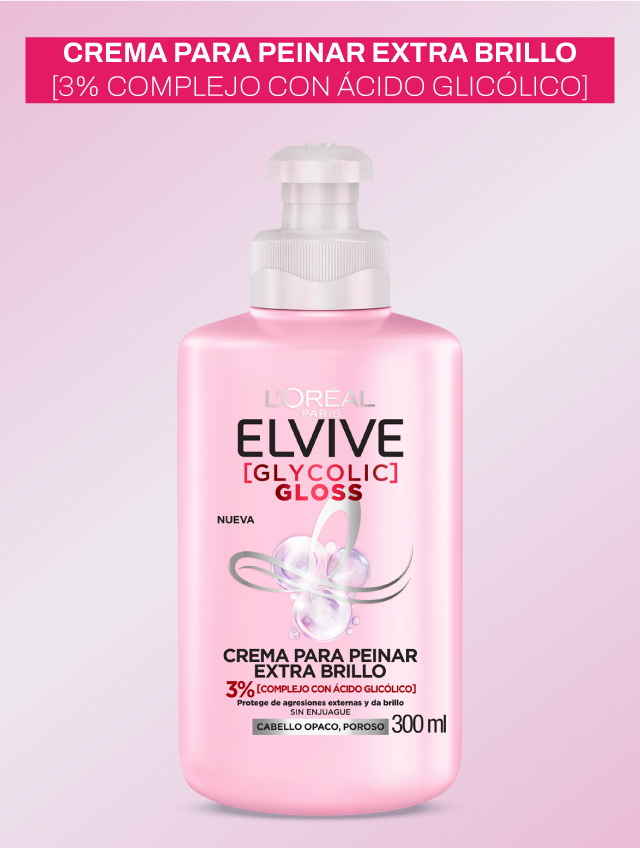 CREMA PARA PEINAR EXTRA BRILLO
[3% COMPLEJO CON ÁCIDO GLICÓLICO]
L'ORÉAL
PARIS
ELVIVE
[GLYCOLIC]
GLOSS
NUEVA
CREMA PARA PEINAR
EXTRA BRILLO
3% [COMPLEJO CON ÁCIDO GLICÓLICO]
Protege de agresiones externas y da brillo
SIN ENJUAGUE
CABELLO OPACO, POROSO 300 ml